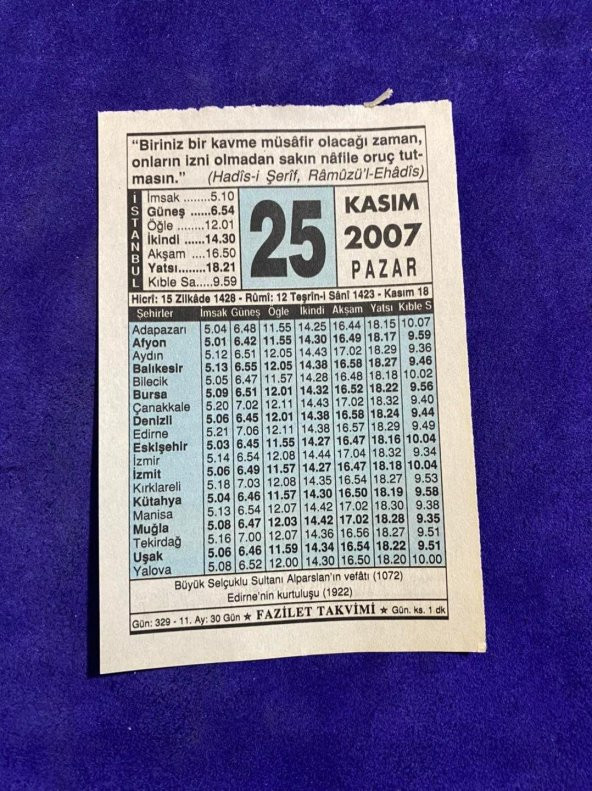 “Biriniz bir kavme müsâfir olacağı zaman,
onların izni olmadan sakın nâfile oruç tut-
masın.” (Hadîs-i Şerîf, Râmûzü'l-Ehâdîs)
İSTANBUL
İmsak ........5.10
Güneş ......6.54
Öğle ........12.01
İkindi ......14.30
Akşam ....16.50
Yatsı........18.21
Kıble Sa.....9.59
25
KASIM
2007
PAZAR
Hicrî: 15 Zilkâde 1428 - Rûmî: 12 Teşrîn-i Sânî 1423 - Kasım 18
Şehirler İmsak Güneş Öğle İkindi Akşam Yatsı Kıble S
Adapazarı 5.04 6.48 11.55 14.25 16.44 18.15 10.07
Afyon 5.01 6.42 11.55 14.30 16.49 18.17 9.59
Aydın 5.12 6.51 12.05 14.43 17.02 18.29 9.36
Balıkesir 5.13 6.55 12.05 14.38 16.58 18.27 9.46
Bilecik 5.05 6.47 11.57 14.28 16.48 18.18 10.02
Bursa 5.09 6.51 12.01 14.32 16.52 18.22 9.56
Çanakkale 5.20 7.02 12.11 14.43 17.02 18.32 9.40
Denizli 5.06 6.45 12.01 14.38 16.58 18.24 9.44
Edirne 5.21 7.06 12.11 14.38 16.57 18.29 9.49
Eskişehir 5.03 6.45 11.55 14.27 16.47 18.16 10.04
İzmir 5.14 6.54 12.08 14.44 17.04 18.32 9.34
İzmit 5.06 6.49 11.57 14.27 16.47 18.18 10.04
Kırklareli 5.18 7.03 12.08 14.35 16.54 18.27 9.53
Kütahya 5.04 6.46 11.57 14.30 16.50 18.19 9.58
Manisa 5.13 6.54 12.07 14.42 17.02 18.30 9.38
Muğla 5.08 6.47 12.03 14.42 17.02 18.28 9.35
Tekirdağ 5.16 7.00 12.07 14.36 16.56 18.27 9.51
Uşak 5.06 6.46 11.59 14.34 16.54 18.22 9.51
Yalova 5.08 6.52 12.00 14.30 16.50 18.20 10.00
Büyük Selçuklu Sultanı Alparslan'ın vefâtı (1072)
Edirne'nin kurtuluşu (1922)
Gün: 329 - 11. Ay: 30 Gün ★ FAZİLET TAKVİMİ ★ Gün. ks. 1 dk